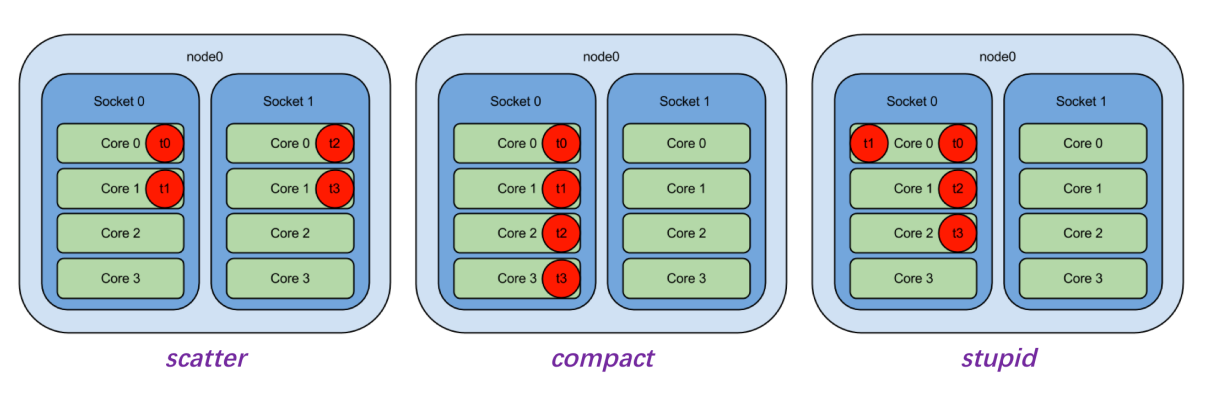 node0
Socket 0
Core 0 t0
Core 1 t1
Core 2
Core 3
Socket 1
Core 0 t2
Core 1 t3
Core 2
Core 3
scatter
node0
Socket 0
Core 0 t0
Core 1 t1
Core 2 t2
Core 3 t3
Socket 1
Core 0
Core 1
Core 2
Core 3
compact
node0
Socket 0
t1 Core 0 t0
Core 1 t2
Core 2 t3
Core 3
Socket 1
Core 0
Core 1
Core 2
Core 3
stupid